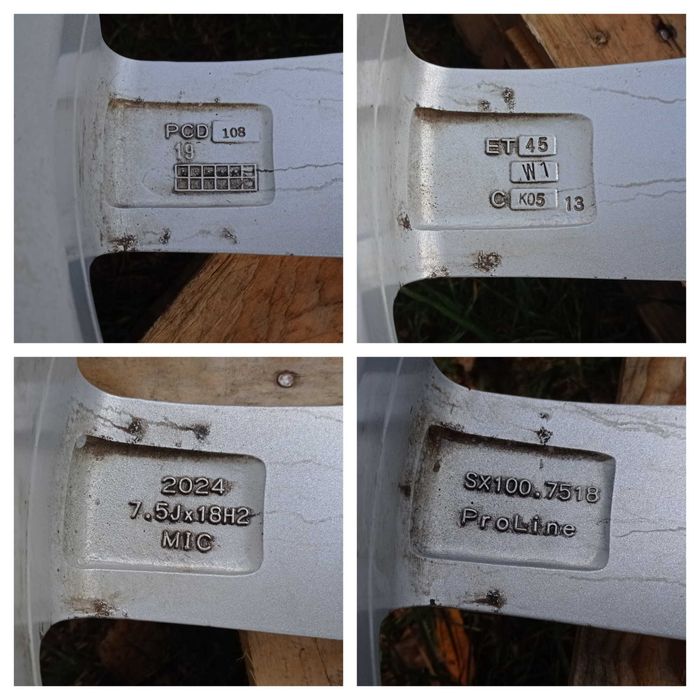 PCD 108
19
ET 45
W1
C K05 13
2024
7.5Jx18H2
MIC
SX100.7518
ProLine